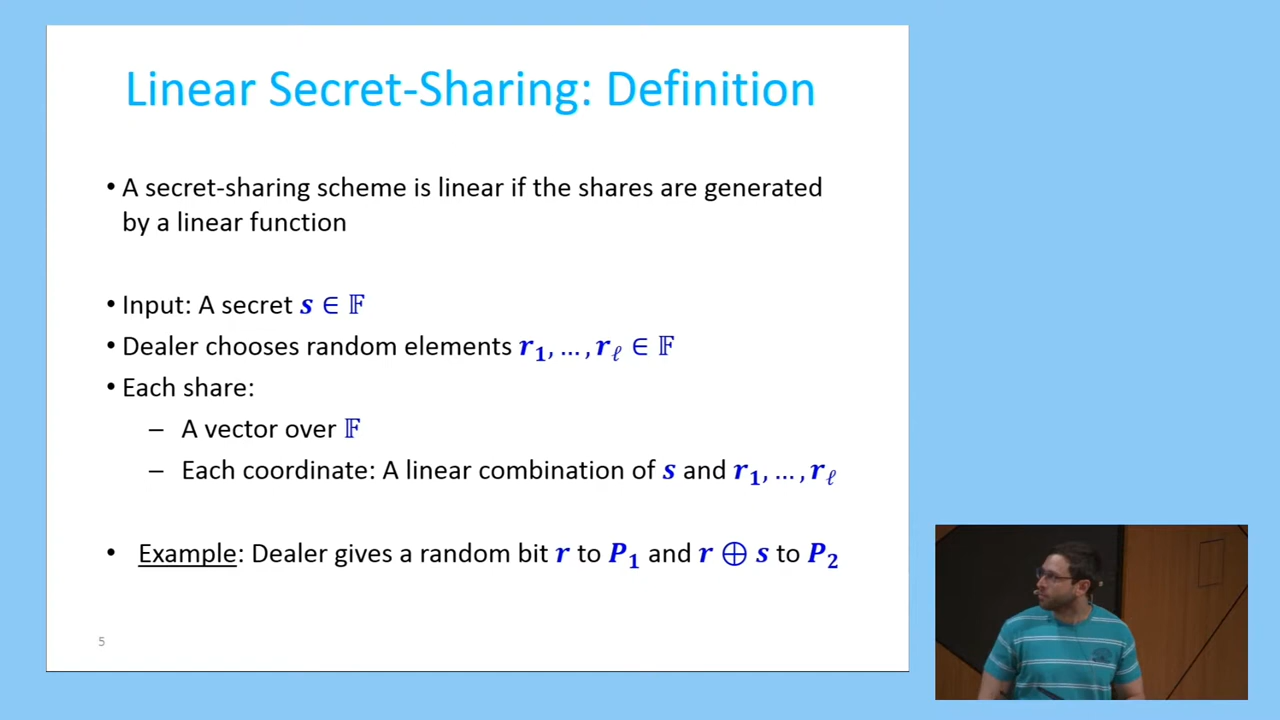 Linear Secret-Sharing: Definition
• A secret-sharing scheme is linear if the shares are generated
by a linear function
• Input: A secret s ∈ 𝔽
• Dealer chooses random elements r₁, … , r_ℓ ∈ 𝔽
• Each share:
– A vector over 𝔽
– Each coordinate: A linear combination of s and r₁, … , r_ℓ
• Example: Dealer gives a random bit r to P₁ and r ⊕ s to P₂
5